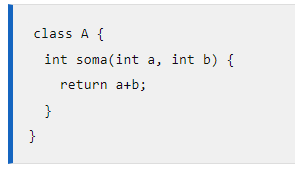 class A {
  int soma(int a, int b) {
    return a+b;
  }
}